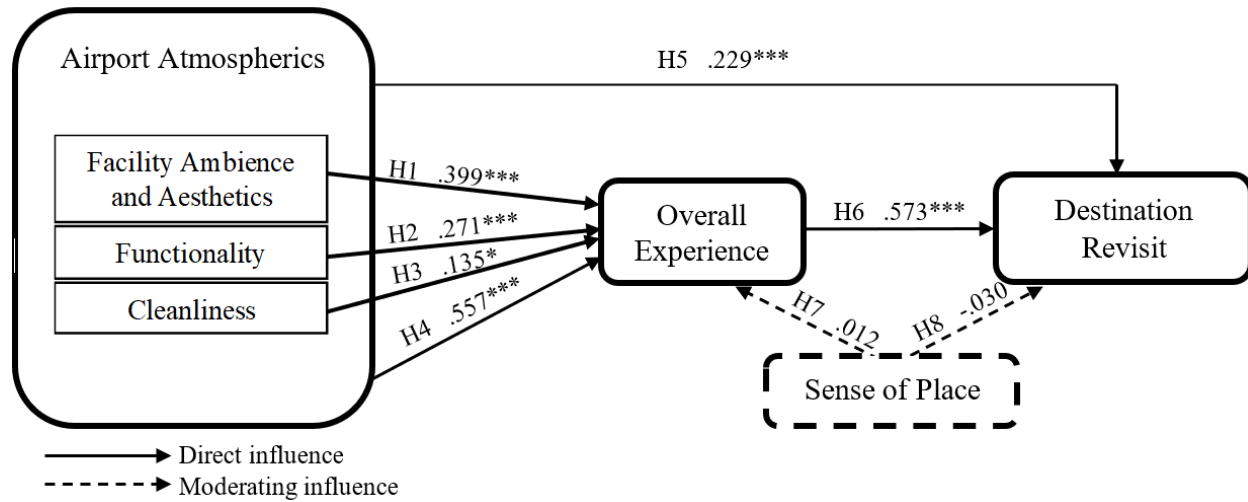 Airport Atmospherics
H5 .229***
Facility Ambience
and Aesthetics
H1 .399***
Functionality
H2 .271***
Cleanliness
H3 .135*
H4 .557***
Overall
Experience
H6 .573***
Destination
Revisit
H7 .012
H8 -.030
Sense of Place
Direct influence
Moderating influence